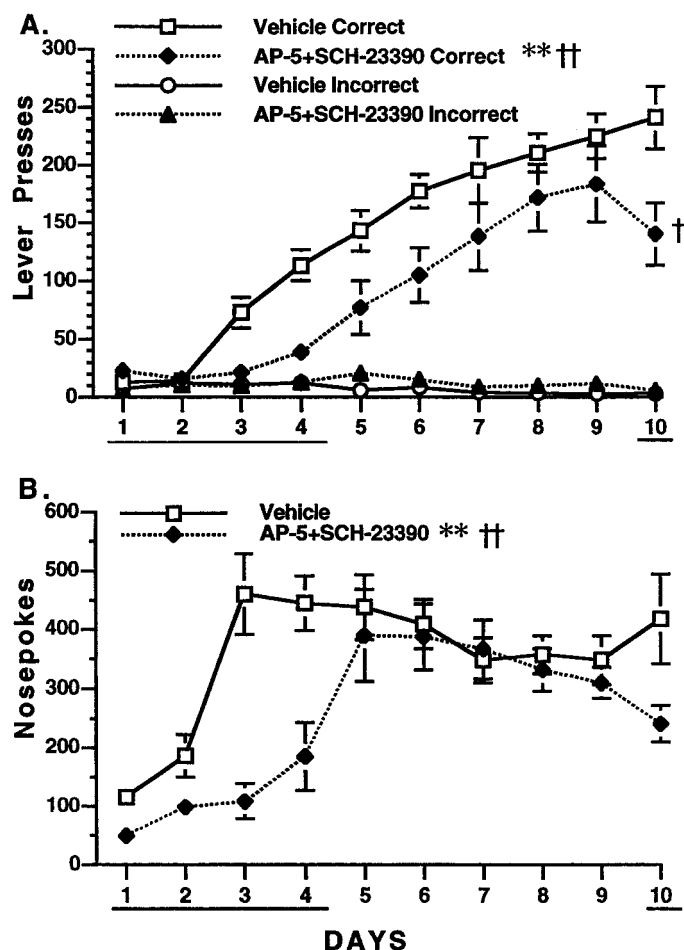 A.
Vehicle Correct
AP-5+SCH-23390 Correct ** ††
Vehicle Incorrect
AP-5+SCH-23390 Incorrect
Lever Presses
300
250
200
150
100
50
0
†
1 2 3 4 5 6 7 8 9 10
B.
Vehicle
AP-5+SCH-23390 ** ††
Nosepokes
600
500
400
300
200
100
0
1 2 3 4 5 6 7 8 9 10
DAYS